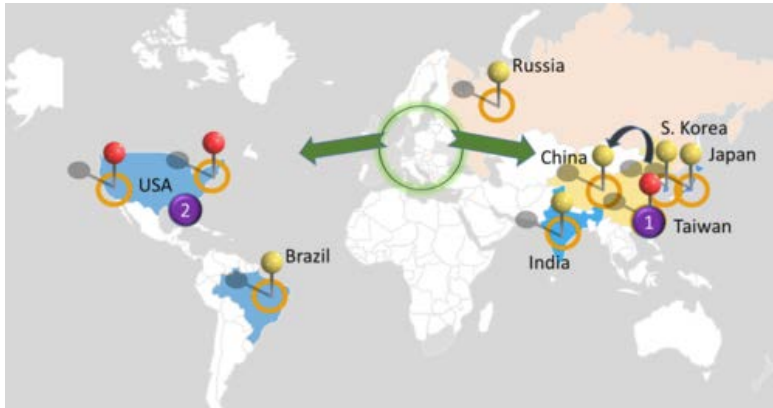 Russia
S. Korea
China
Japan
USA
2
1
Taiwan
India
Brazil